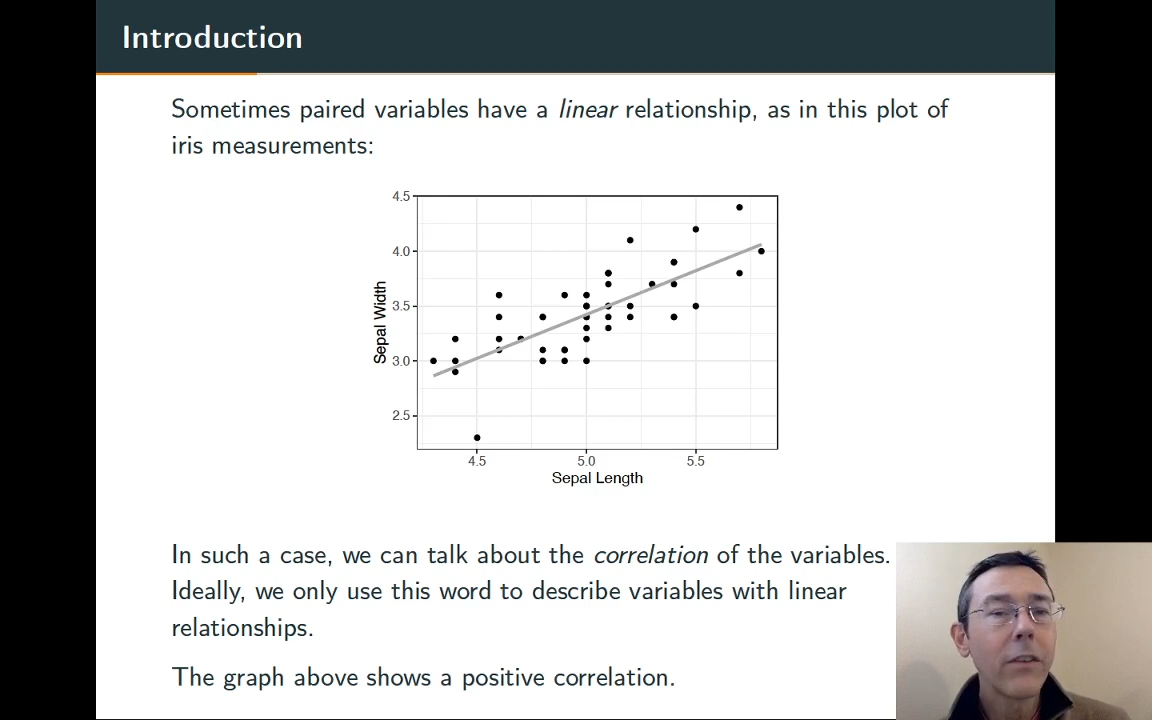 Introduction
Sometimes paired variables have a linear relationship, as in this plot of
iris measurements:
4.5
4.0
3.5
3.0
2.5
Sepal Width
4.5 5.0 5.5
Sepal Length
In such a case, we can talk about the correlation of the variables.
Ideally, we only use this word to describe variables with linear
relationships.
The graph above shows a positive correlation.